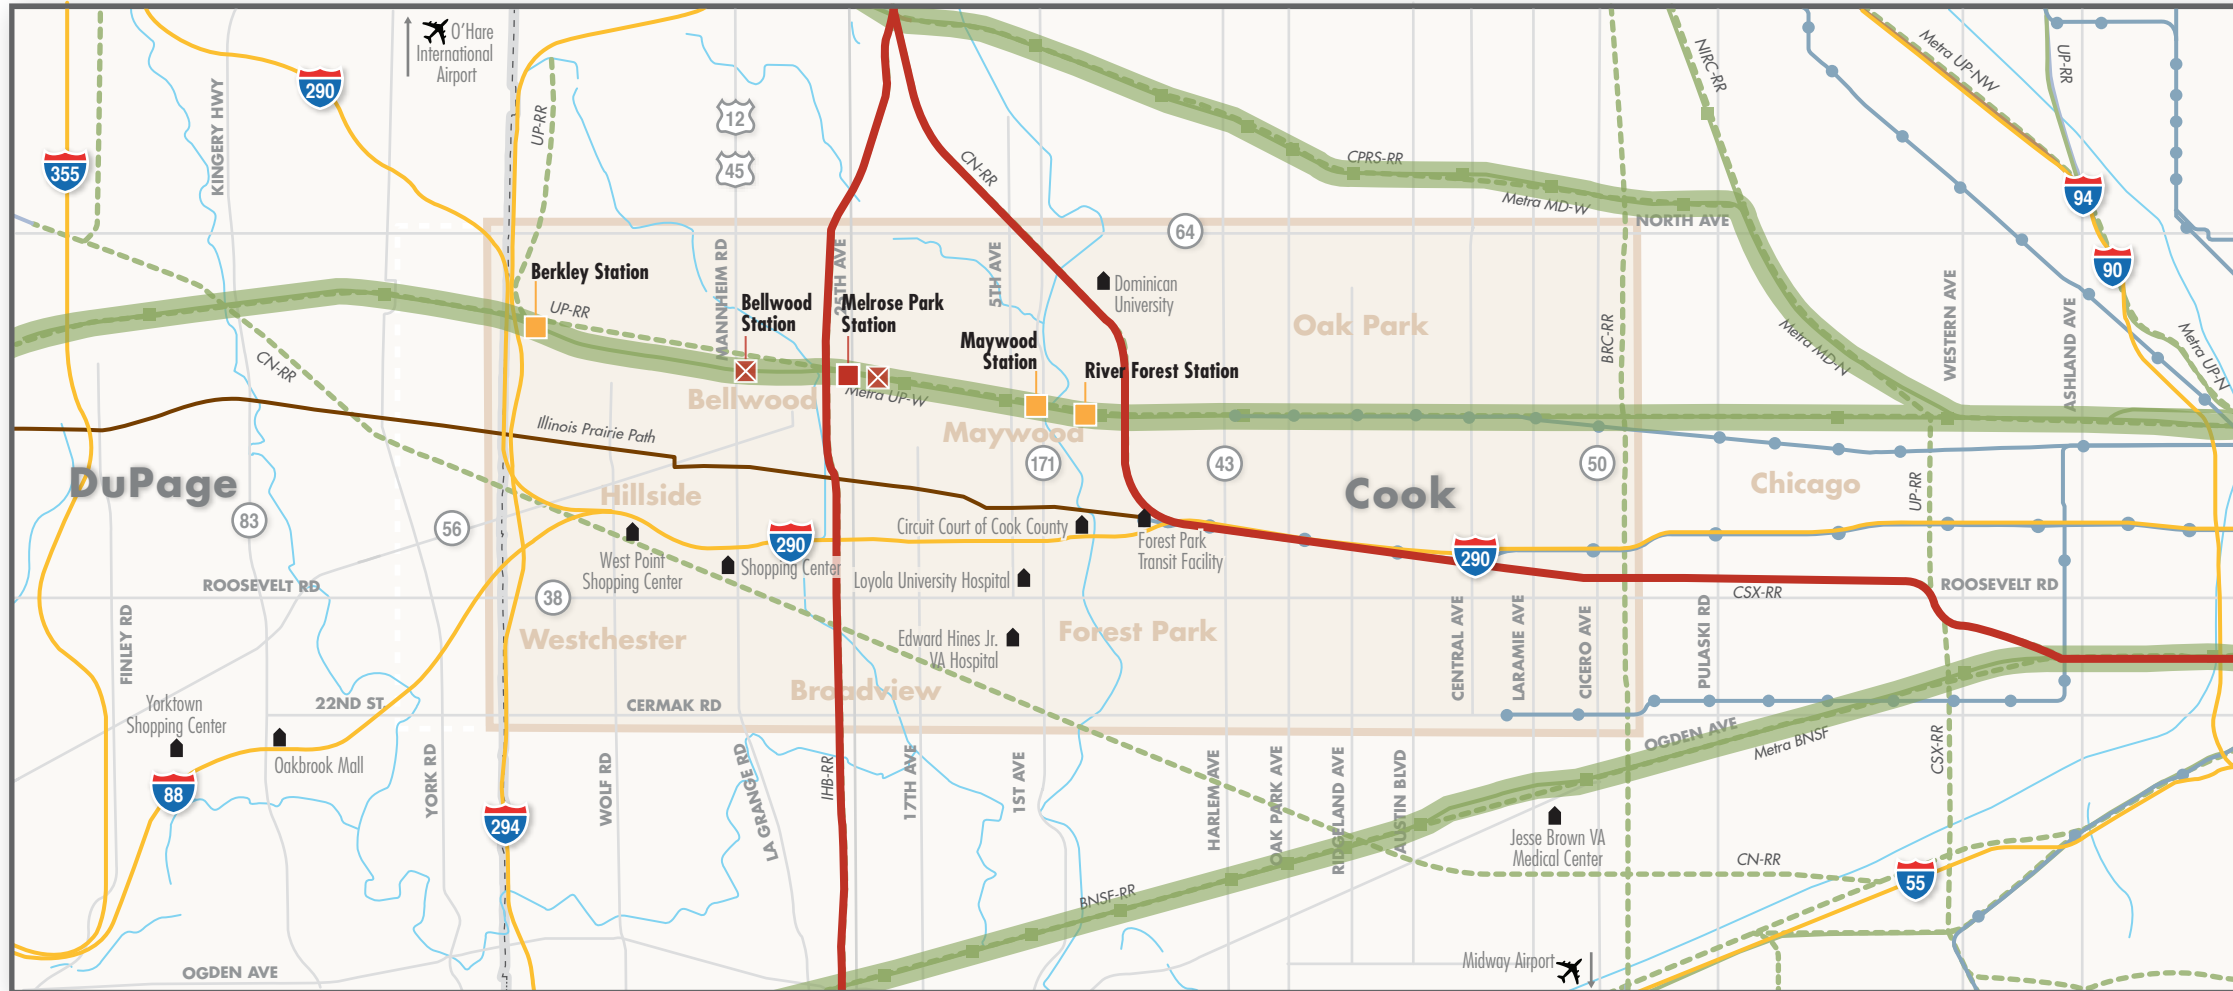 O'Hare
International
Airport
290
355
KINGERY HWY
UP-RR
12
45
CN-RR
CPRS-RR
Metra MD-W
NIRC-RR
Metra UP-NW
UP-RR
94
90
NORTH AVE
64
Berkley Station
UP-RR
MANNHEIM RD
Bellwood
Station
25TH AVE
Melrose Park
Station
5TH AVE
Dominican
University
Maywood
Station
River Forest Station
Oak Park
BRC-RR
Metra MD-N
WESTERN AVE
ASHLAND AVE
Metra UP-N
CN-RR
Bellwood
Metra UP-W
Maywood
Illinois Prairie Path
171
43
50
DuPage
Hillside
Cook
Chicago
UP-RR
83
56
West Point
Shopping Center
290
Shopping Center
Circuit Court of Cook County
Forest Park
Transit Facility
Loyola University Hospital
290
ROOSEVELT RD
38
CSX-RR
ROOSEVELT RD
FINLEY RD
Westchester
Edward Hines Jr.
VA Hospital
Forest Park
CENTRAL AVE
LARAMIE AVE
CICERO AVE
PULASKI RD
Broadview
Yorktown
Shopping Center
22ND ST
CERMAK RD
Oakbrook Mall
88
YORK RD
294
WOLF RD
LA GRANGE RD
IHB-RR
17TH AVE
1ST AVE
HARLEM AVE
OAK PARK AVE
RIDGELAND AVE
AUSTIN BLVD
OGDEN AVE
Metra BNSF
CSX-RR
Jesse Brown VA
Medical Center
CN-RR
55
BNSF-RR
OGDEN AVE
Midway Airport